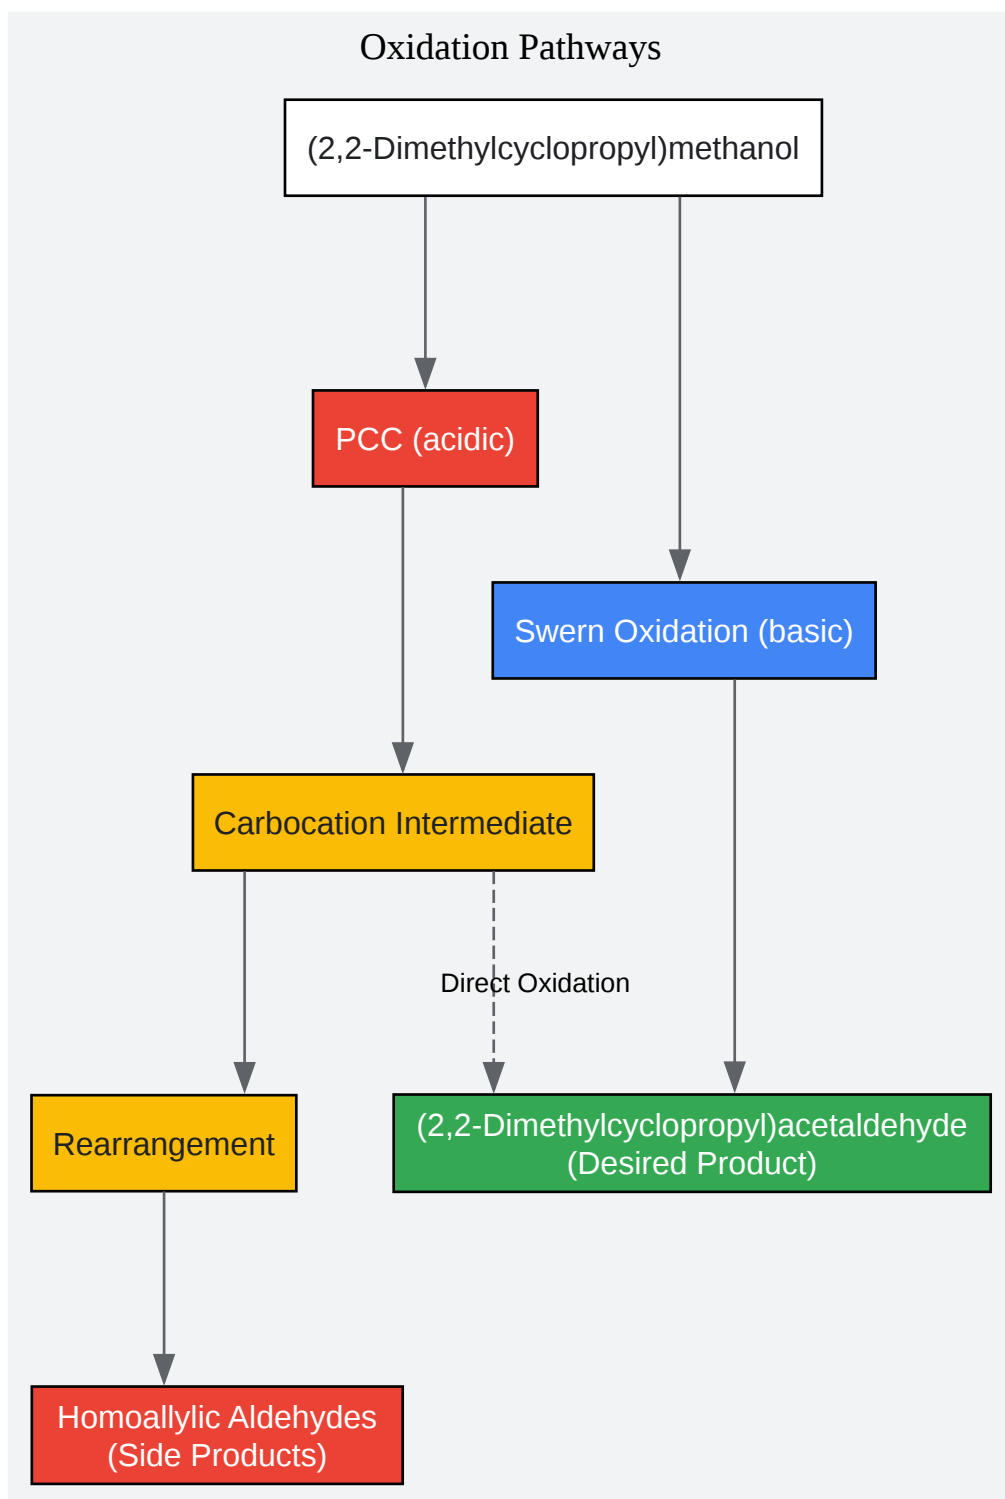 Oxidation Pathways
(2,2-Dimethylcyclopropyl)methanol
PCC (acidic)
Swern Oxidation (basic)
Carbocation Intermediate
Direct Oxidation
Rearrangement
(2,2-Dimethylcyclopropyl)acetaldehyde
(Desired Product)
Homoallylic Aldehydes
(Side Products)